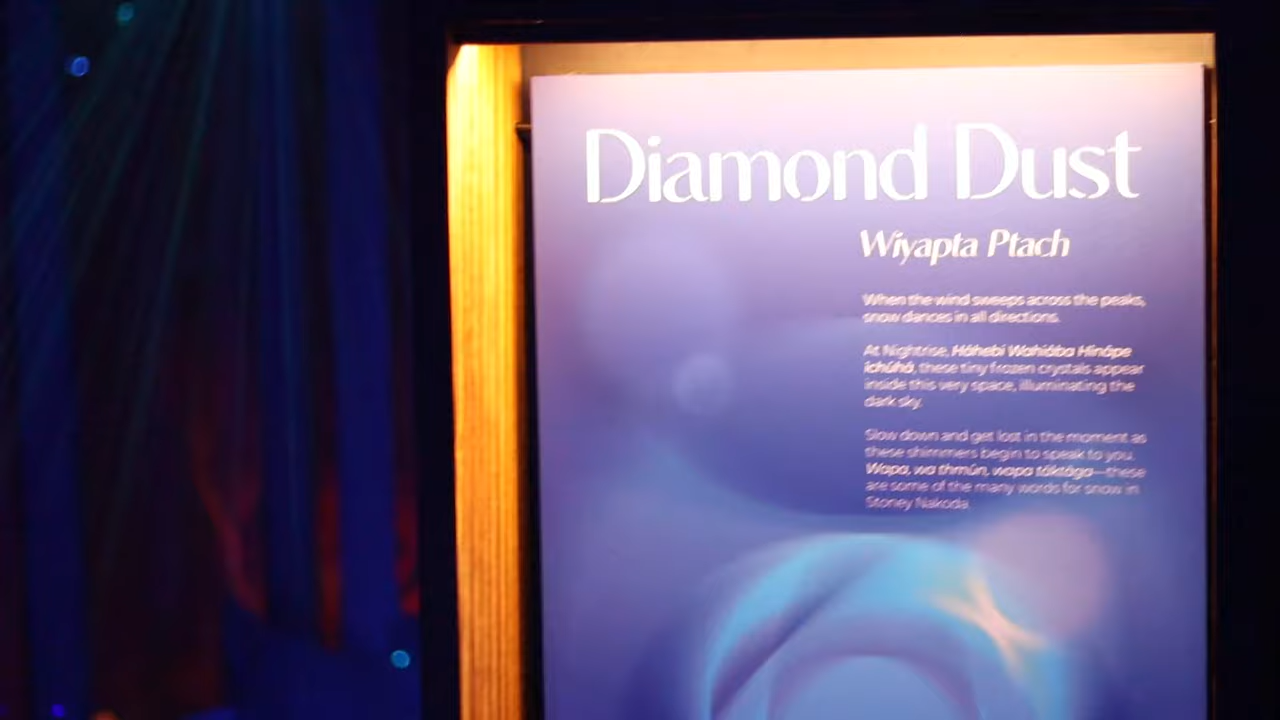 Diamond Dust
Wiyapta Ptach
When the wind sweeps across the peaks,
snow dances in all directions.
At Nightrise, Hâhebi Wahiâba Hînâpe
îchûhâ, these tiny frozen crystals appear
inside this very space, illuminating the
dark sky.
Slow down and get lost in the moment as
these shimmers begin to speak to you.
Wapa, wa thmûn, wapa tâktâga—these
are some of the many words for snow in
Stoney Nakoda.